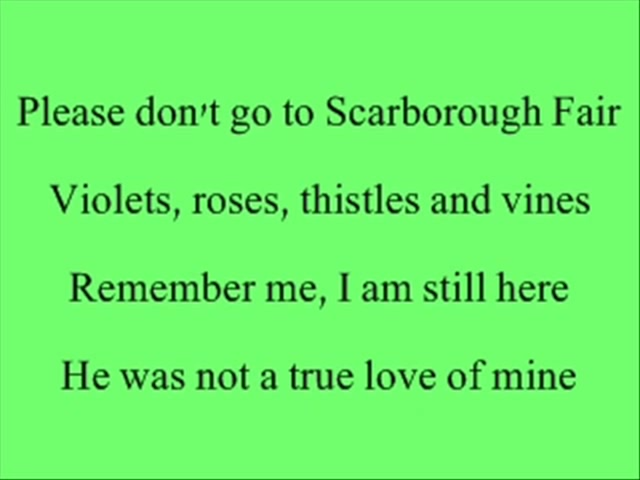 Please don't go to Scarborough Fair
Violets, roses, thistles and vines
Remember me, I am still here
He was not a true love of mine